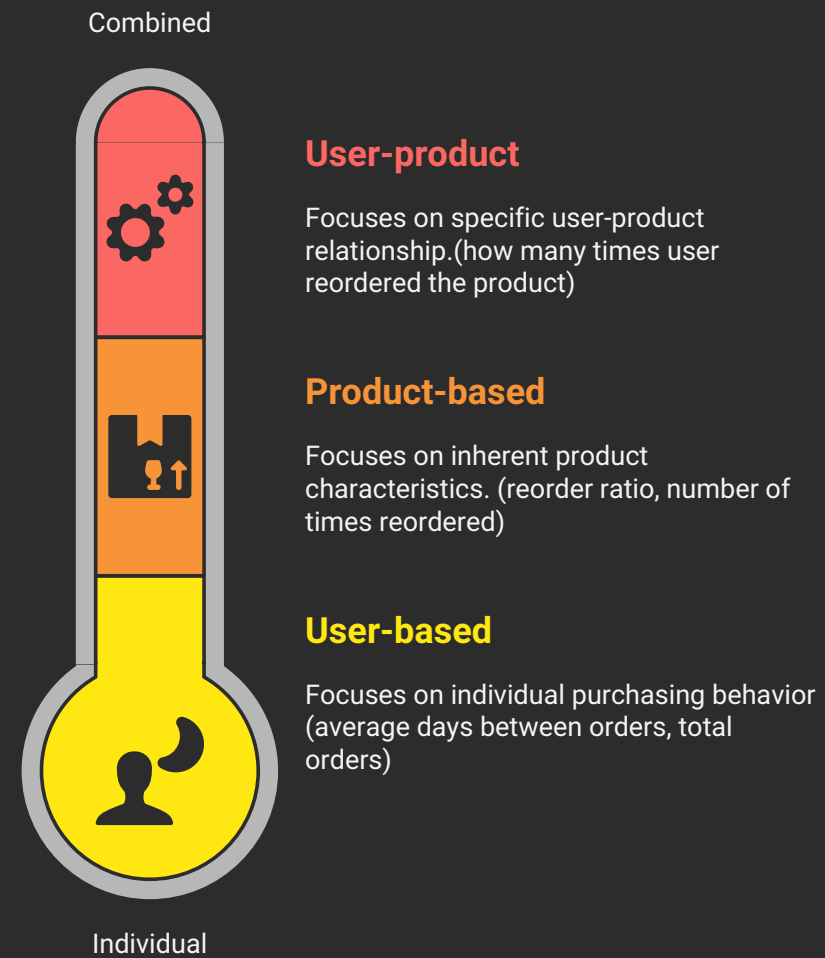 Combined
User-product
Focuses on specific user-product
relationship.(how many times user
reordered the product)
Product-based
Focuses on inherent product
characteristics. (reorder ratio, number of
times reordered)
User-based
Focuses on individual purchasing behavior
(average days between orders, total
orders)
Individual